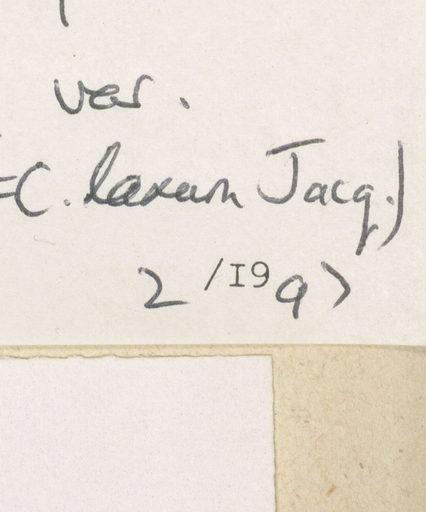 ver.
=C. laxum Jacq.)
2/1997